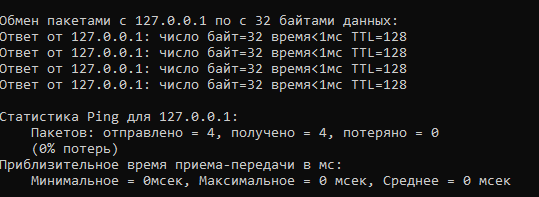 Обмен пакетами с 127.0.0.1 по с 32 байтами данных:
Ответ от 127.0.0.1: число байт=32 время<1мс TTL=128
Ответ от 127.0.0.1: число байт=32 время<1мс TTL=128
Ответ от 127.0.0.1: число байт=32 время<1мс TTL=128
Ответ от 127.0.0.1: число байт=32 время<1мс TTL=128
Статистика Ping для 127.0.0.1:
Пакетов: отправлено = 4, получено = 4, потеряно = 0
(0% потерь)
Приблизительное время приема-передачи в мс:
Минимальное = 0мсек, Максимальное = 0 мсек, Среднее = 0 мсек